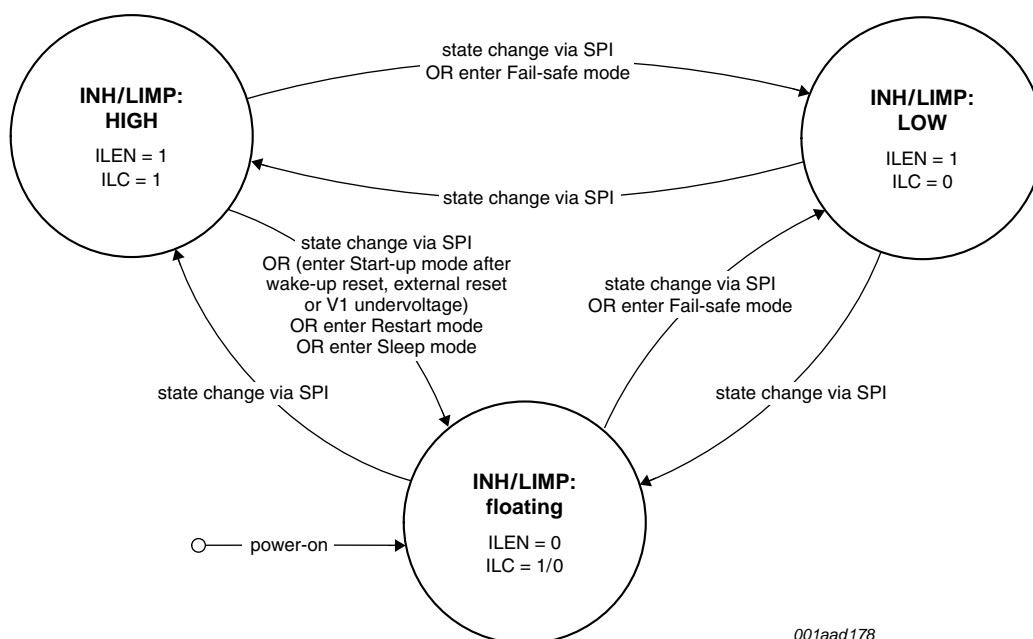 state change via SPI
OR enter Fail-safe mode
INH/LIMP:
HIGH
ILEN = 1
ILC = 1
INH/LIMP:
LOW
ILEN = 1
ILC = 0
state change via SPI
state change via SPI
OR (enter Start-up mode after
wake-up reset, external reset
or V1 undervoltage)
OR enter Restart mode
OR enter Sleep mode
state change via SPI
OR enter Fail-safe mode
state change via SPI
state change via SPI
INH/LIMP:
floating
ILEN = 0
ILC = 1/0
power-on
001aad178